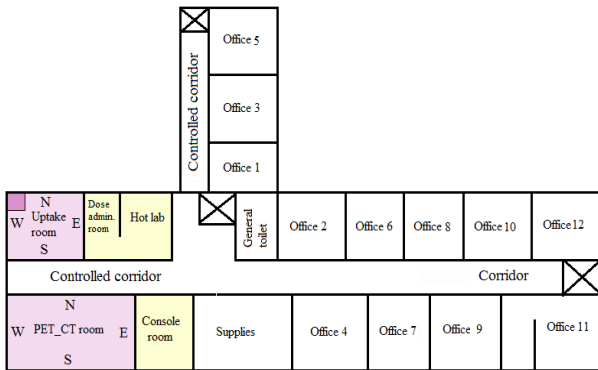 Office 5
Controlled corridor
Office 3
Office 1
N
W
Uptake
room
E
S
Dose
admin.
room
Hot lab
General
toilet
Office 2
Office 6
Office 8
Office 10
Office12
Controlled corridor
Corridor
N
W
PET_CT room
E
S
Console
room
Supplies
Office 4
Office 7
Office 9
Office 11